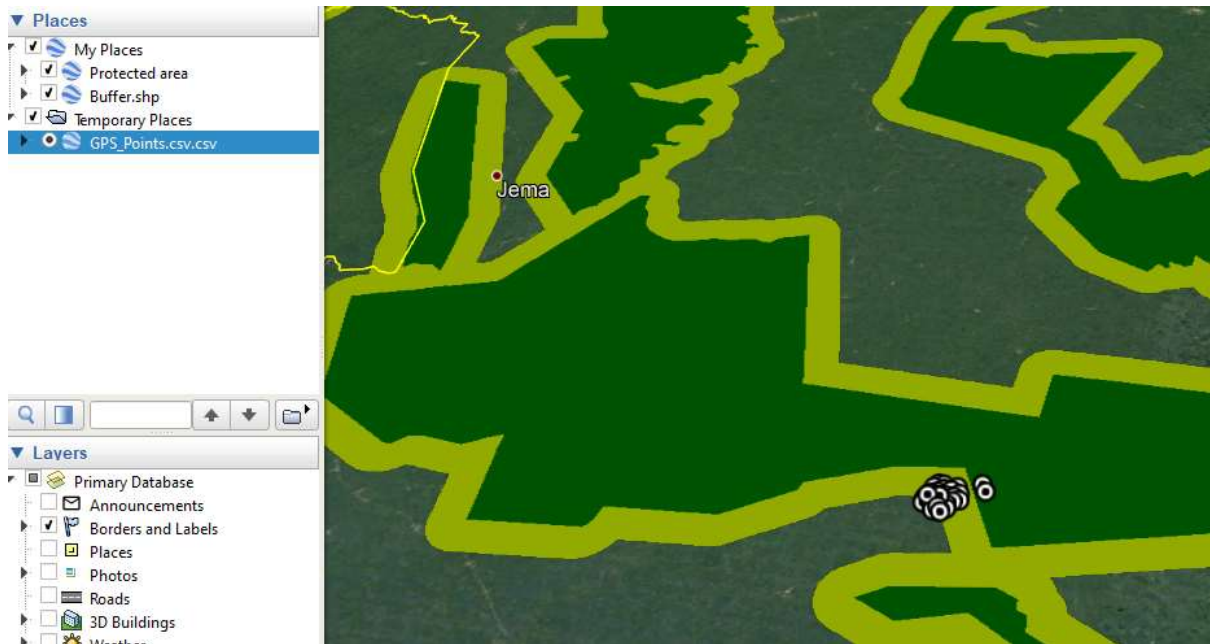 Places
My Places
Protected area
Buffer.shp
Temporary Places
GPS_Points.csv.csv
Layers
Primary Database
Announcements
Borders and Labels
Places
Photos
Roads
3D Buildings
Weather
Jema